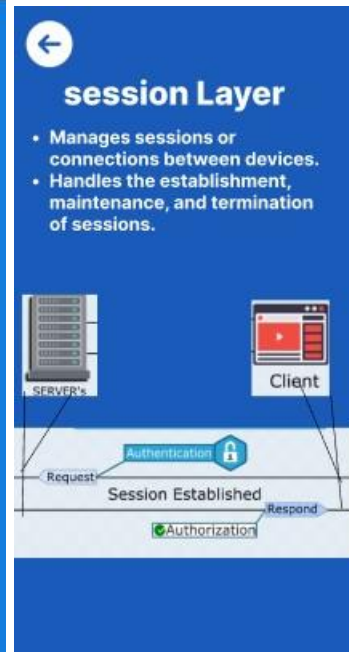 session Layer
• Manages sessions or
connections between devices.
• Handles the establishment,
maintenance, and termination
of sessions.
SERVER's
Client
Authentication
Request
Session Established
Respond
Authorization